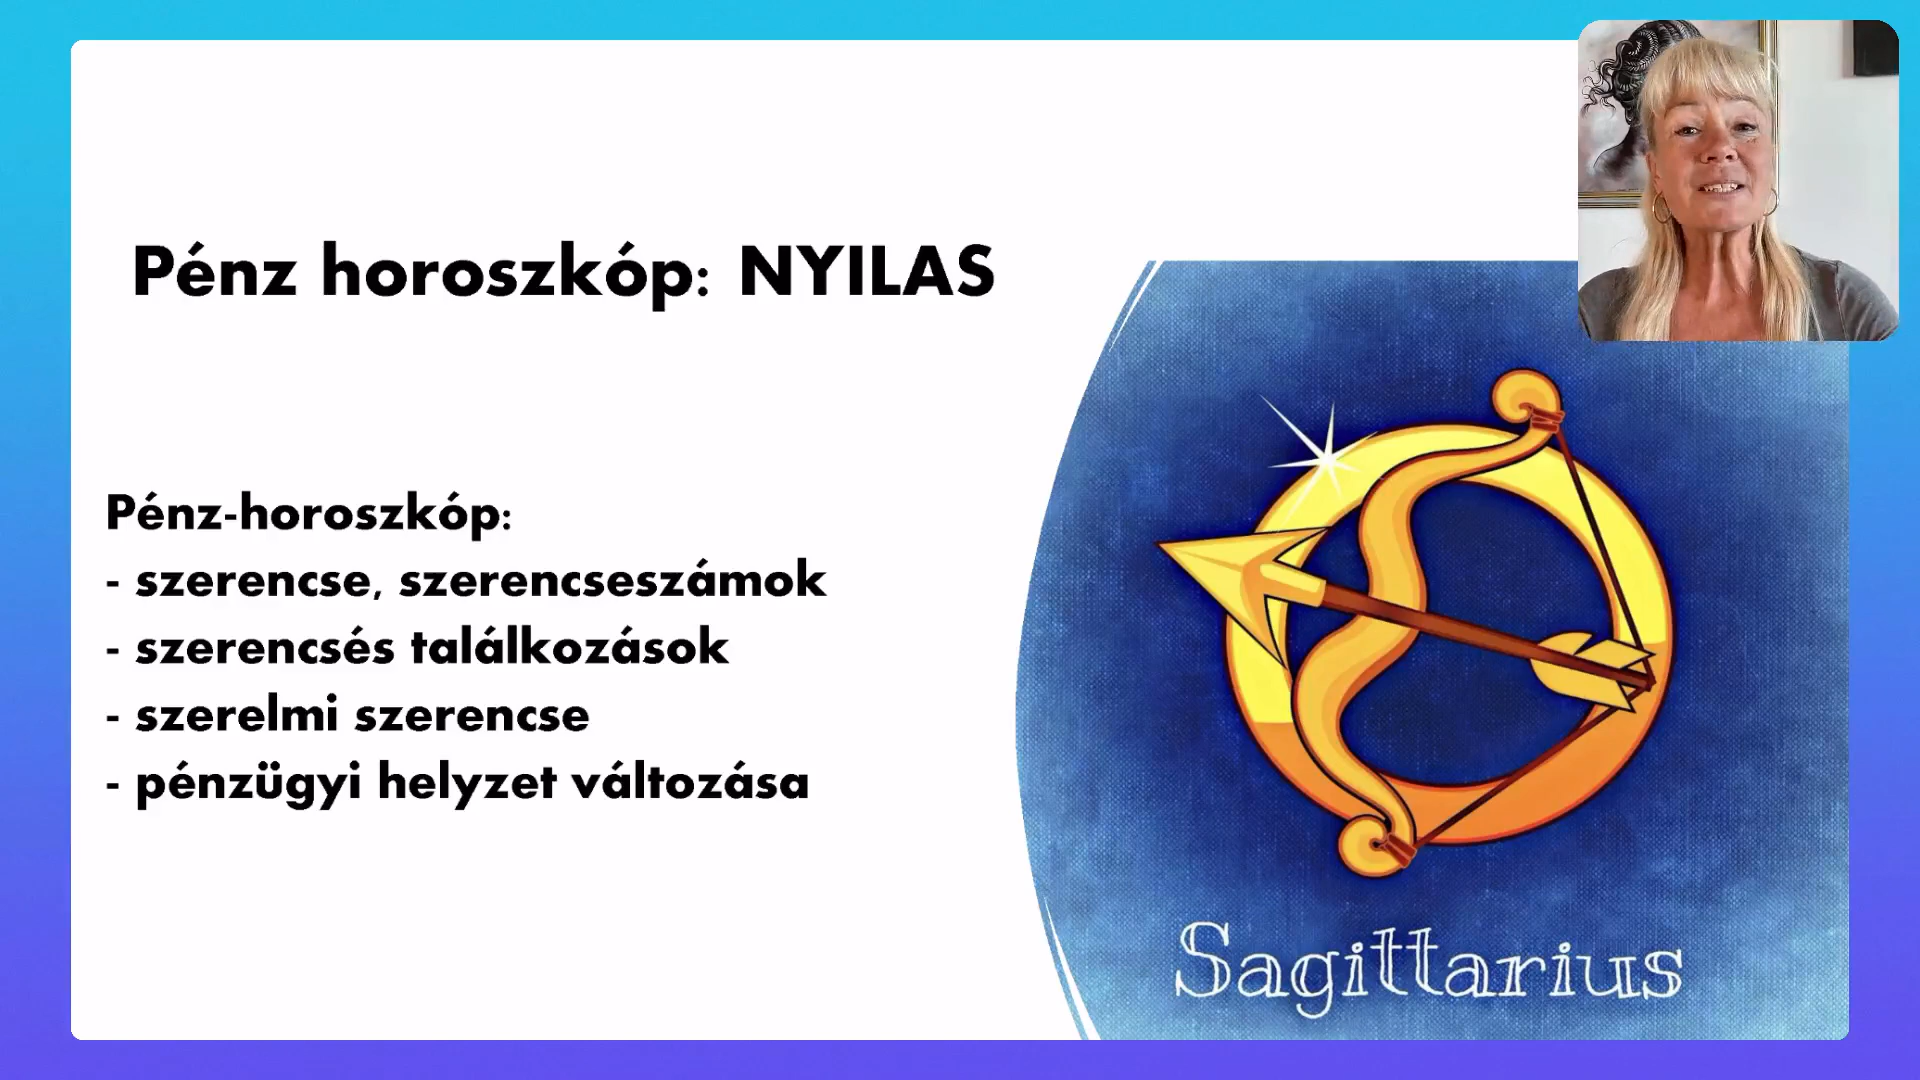 Pénz horoszkóp: NYILAS
Pénz-horoszkóp:
- szerencse, szerencseszámok
- szerencsés találkozások
- szerelmi szerencse
- pénzügyi helyzet változása
Sagittarius